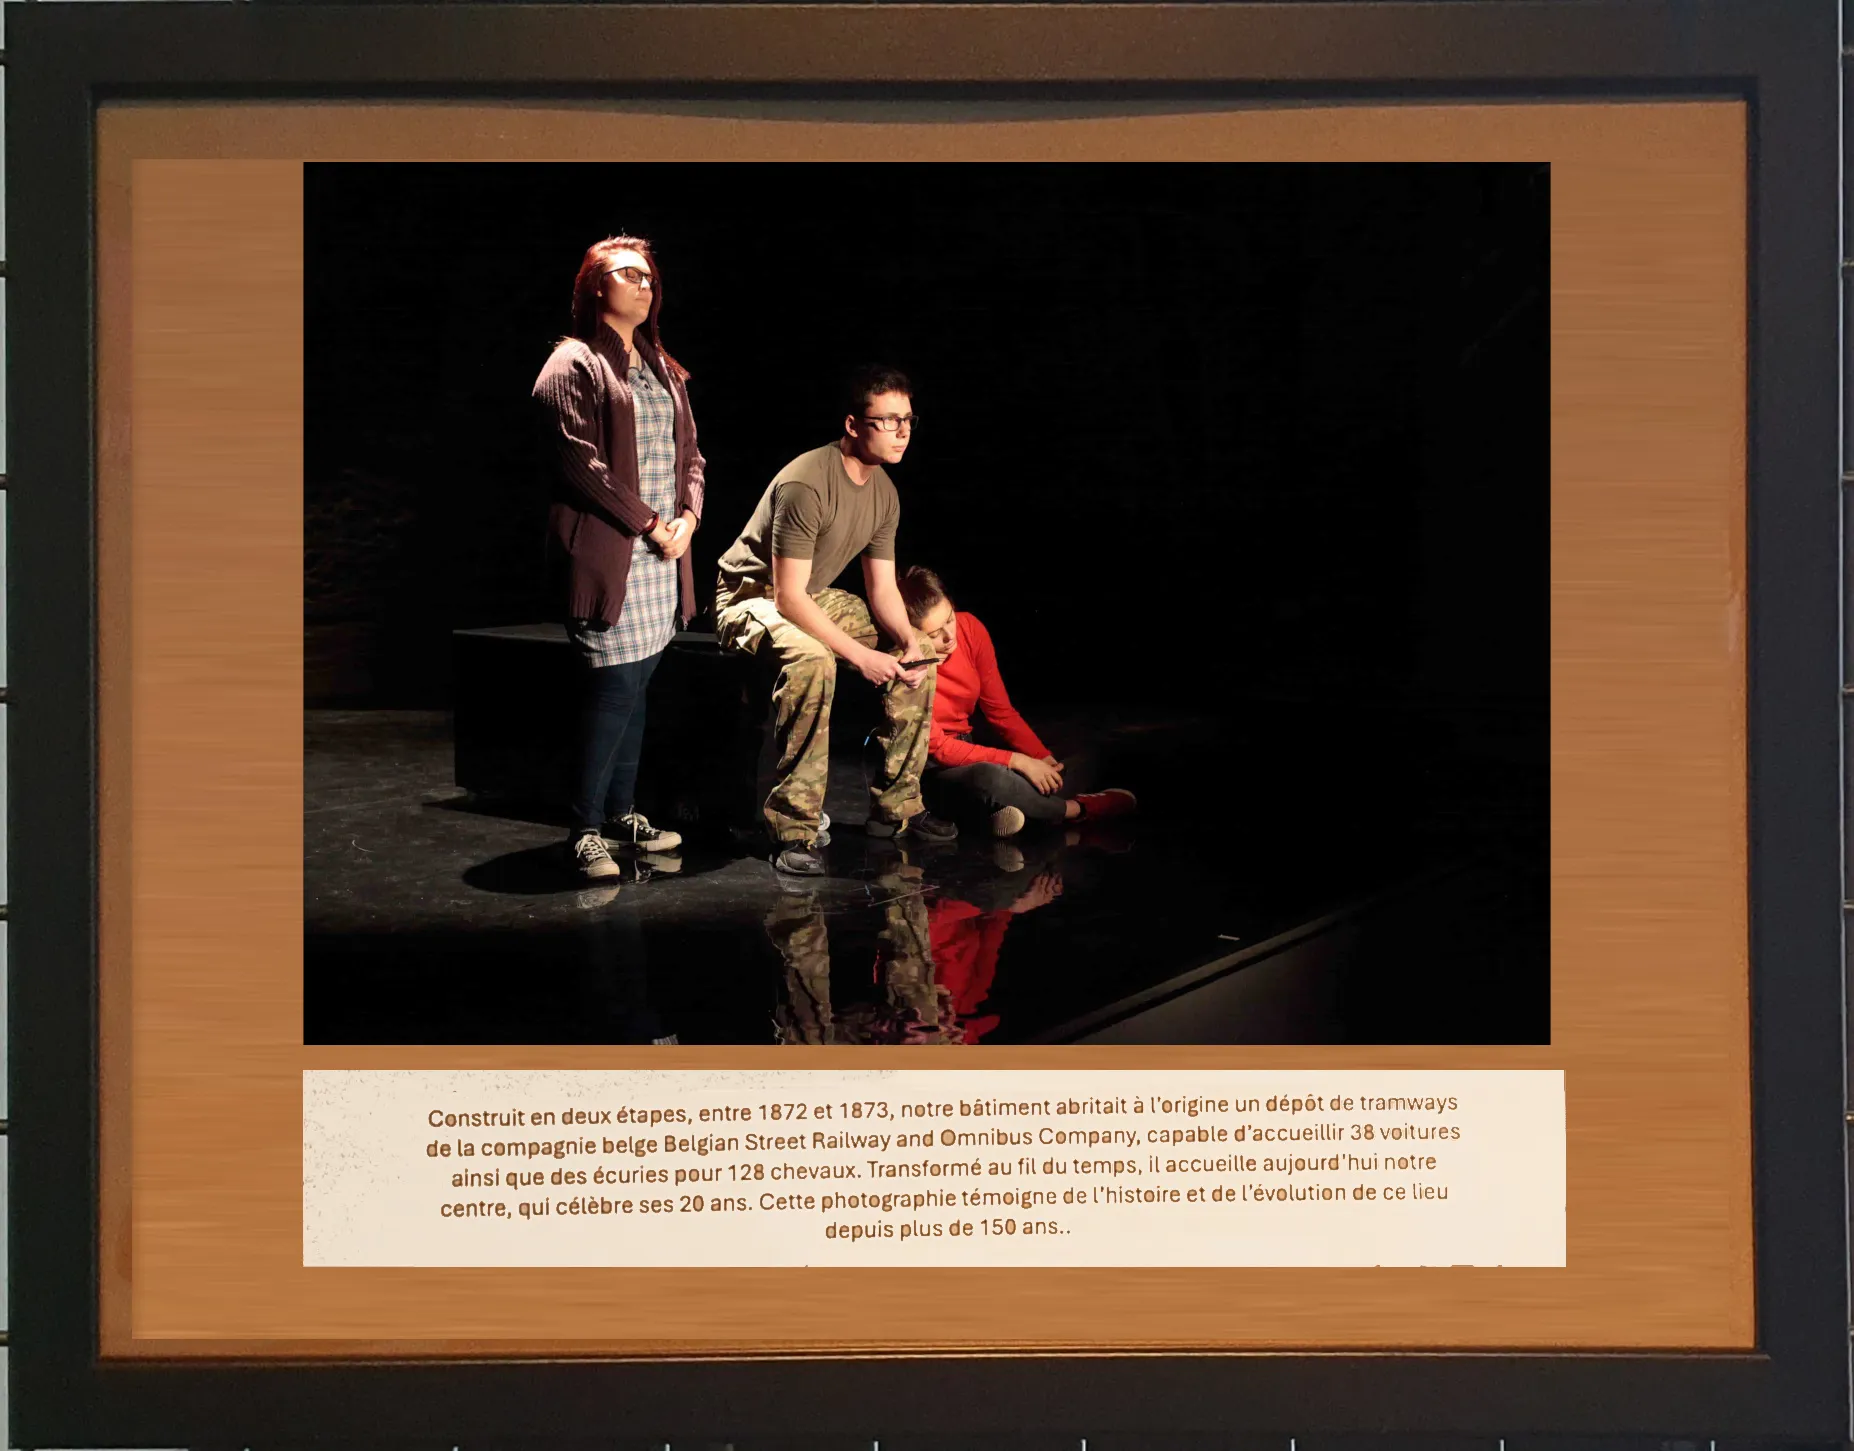 Construit en deux étapes, entre 1872 et 1873, notre bâtiment abritait à l'origine un dépôt de tramways
de la compagnie belge Belgian Street Railway and Omnibus Company, capable d'accueillir 38 voitures
ainsi que des écuries pour 128 chevaux. Transformé au fil du temps, il accueille aujourd'hui notre
centre, qui célèbre ses 20 ans. Cette photographie témoigne de l'histoire et de l'évolution de ce lieu
depuis plus de 150 ans..